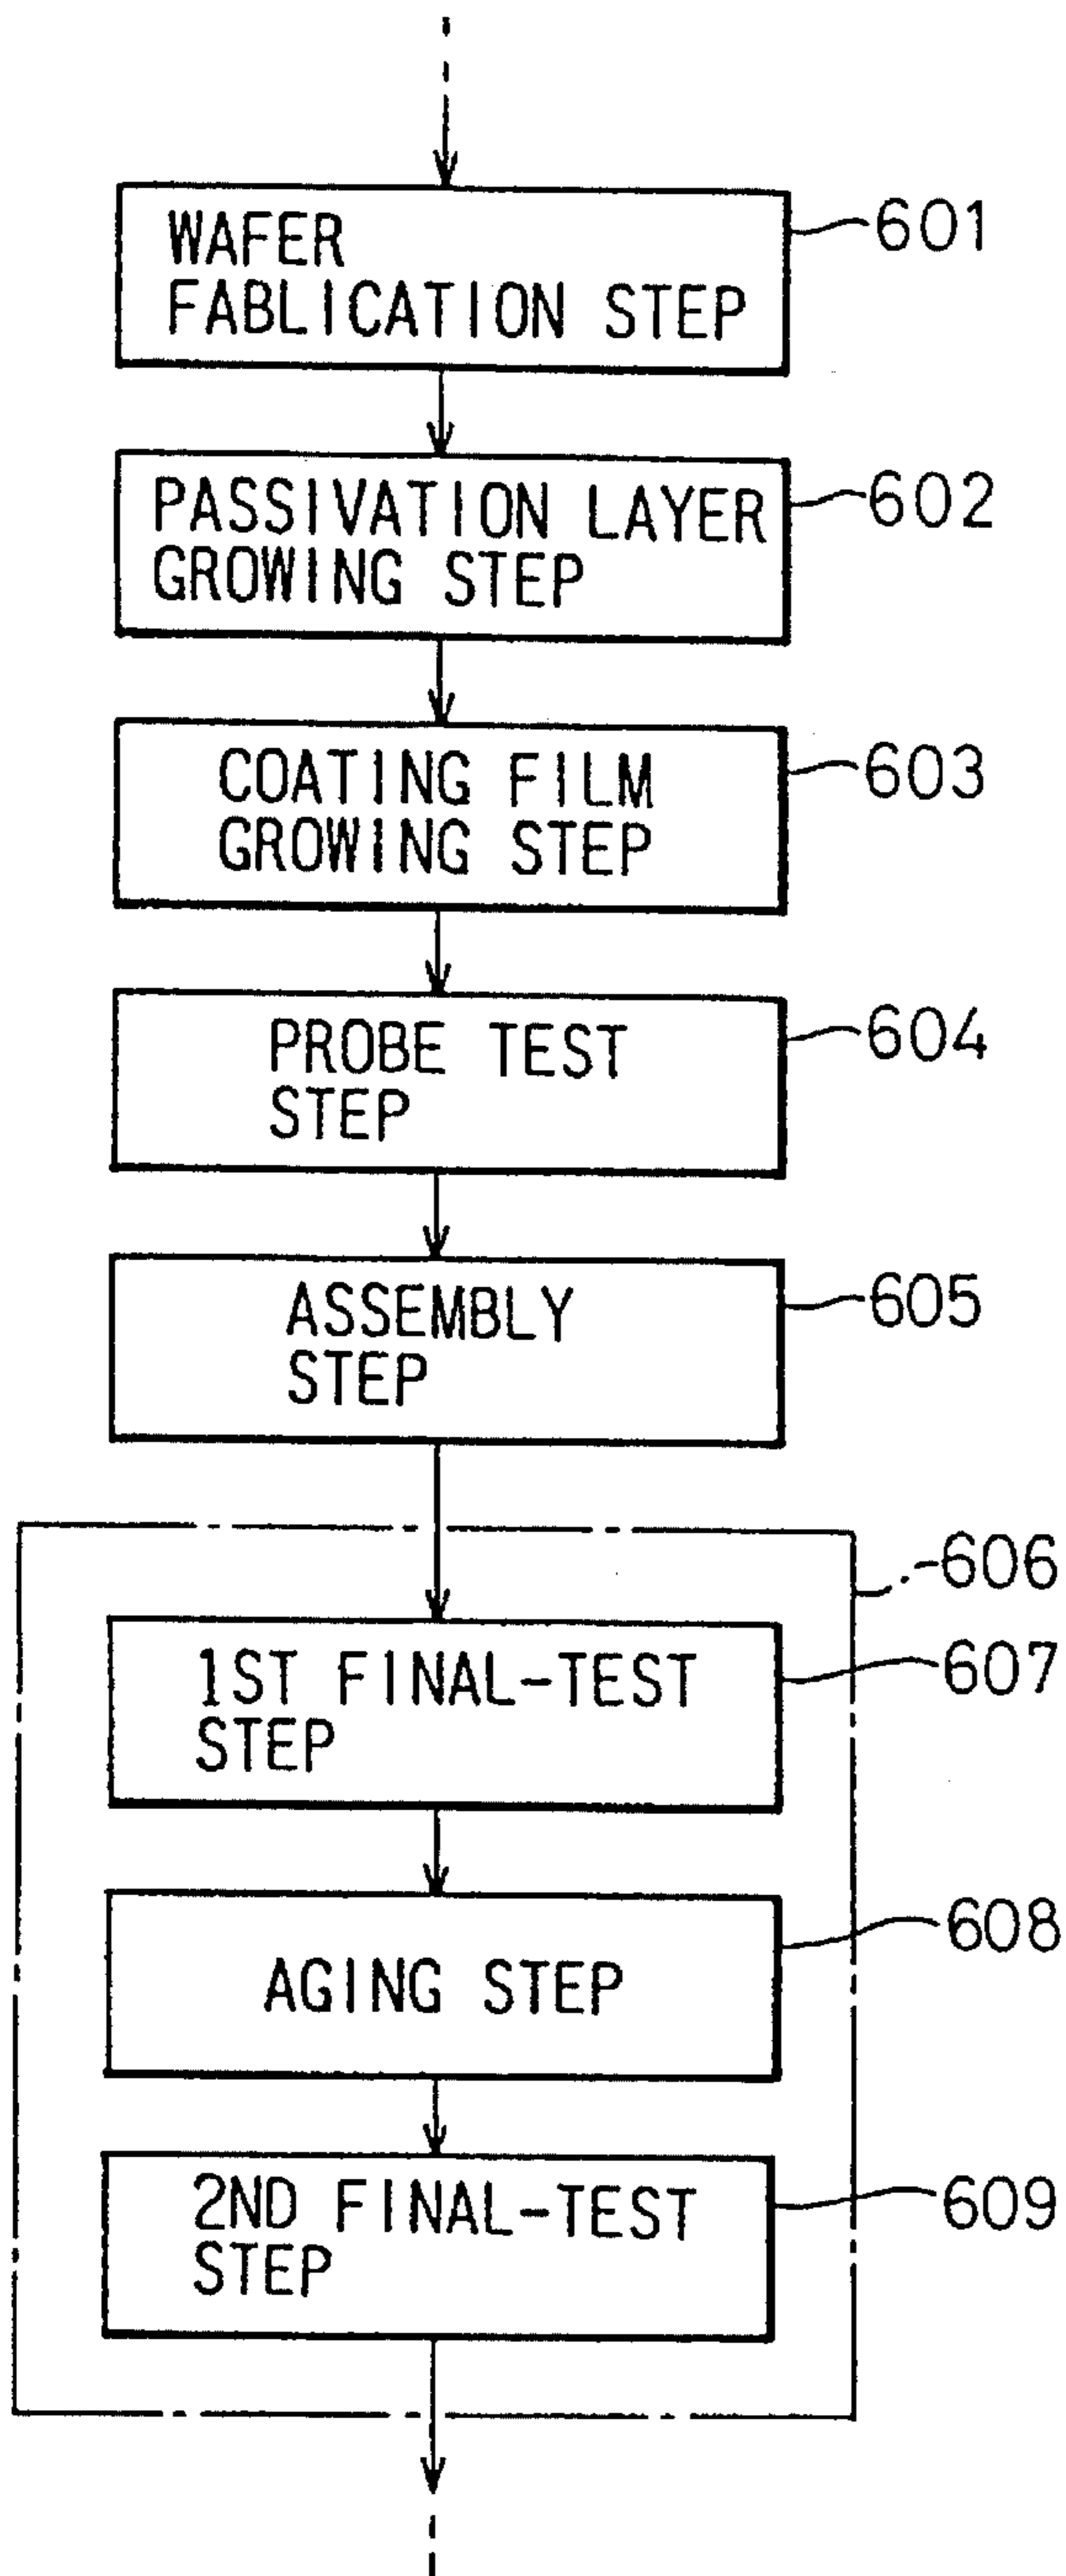 WAFER
FABLICATION STEP
601
PASSIVATION LAYER
GROWING STEP
602
COATING FILM
GROWING STEP
603
PROBE TEST
STEP
604
ASSEMBLY
STEP
605
606
1ST FINAL-TEST
STEP
607
AGING STEP
608
2ND FINAL-TEST
STEP
609